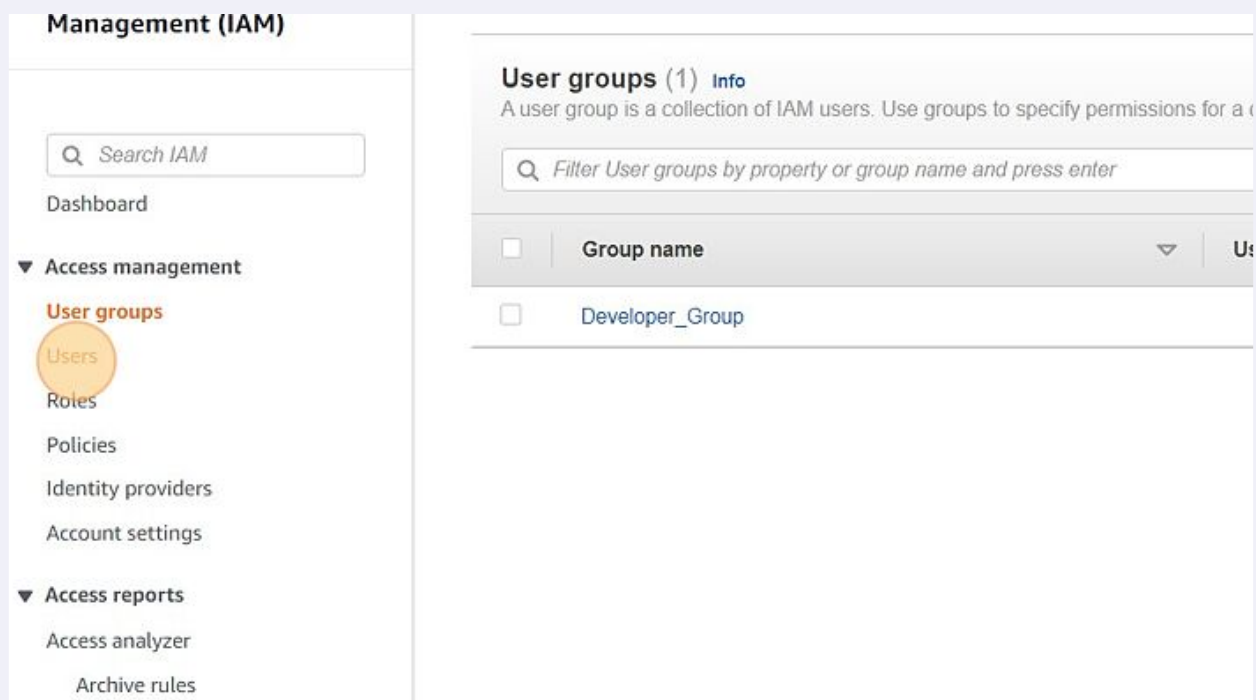 Management (IAM)
Search IAM
Dashboard
Access management
User groups
Users
Roles
Policies
Identity providers
Account settings
Access reports
Access analyzer
Archive rules
User groups (1) Info
A user group is a collection of IAM users. Use groups to specify permissions for a
Filter User groups by property or group name and press enter
Group name
Developer_Group